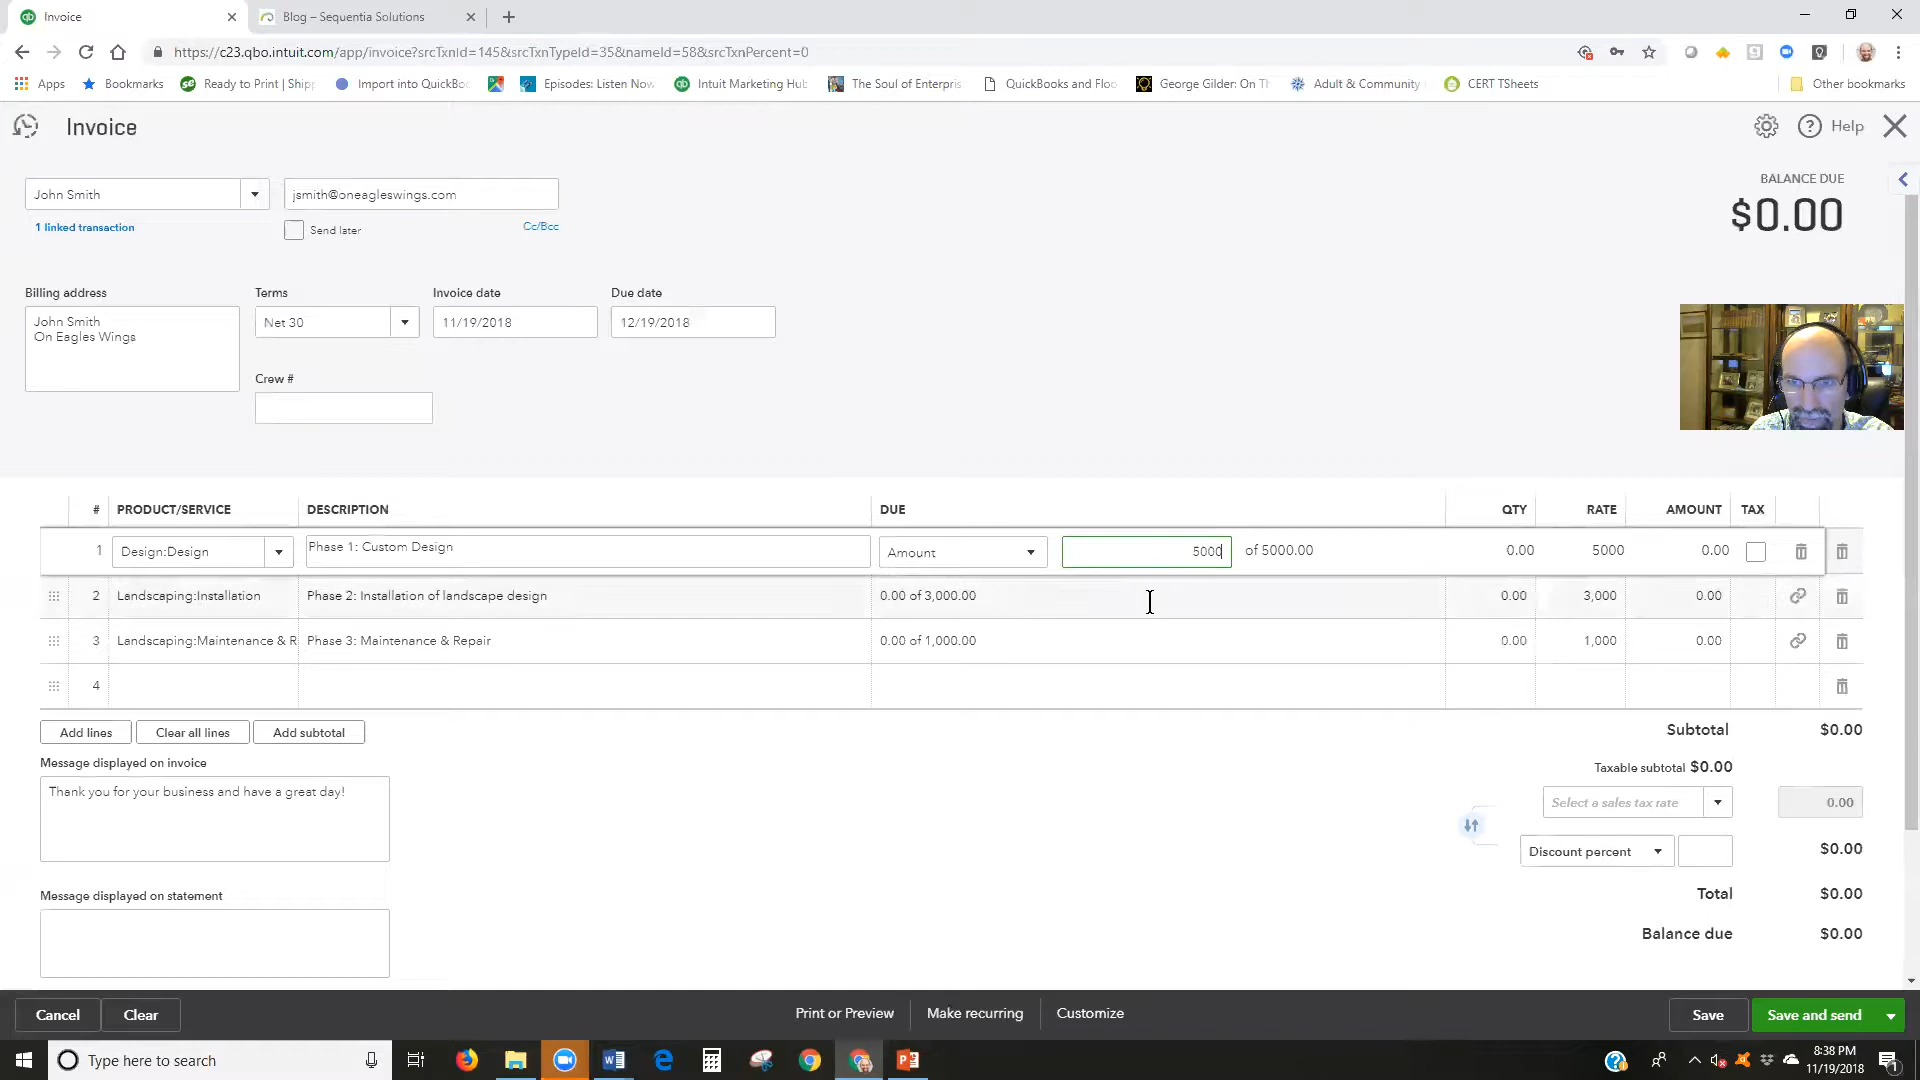 Invoice
Blog – Sequentia Solutions
https://c23.qbo.intuit.com/app/invoice?srcTxnId=145&srcTxnTypeId=35&nameId=58&srcTxnPercent=0
Apps
Bookmarks
Ready to Print | Ship
Import into QuickBo
Episodes: Listen Now
Intuit Marketing Hu
The Soul of Enterpris
QuickBooks and Floo
George Gilder: On Th
Adult & Community
CERT TSheets
Other bookmarks
Invoice
Help
John Smith
jsmith@oneagleswings.com
BALANCE DUE
$0.00
1 linked transaction
Send later
Cc/Bcc
Billing address
Terms
Invoice date
Due date
John Smith
On Eagles Wings
Net 30
11/19/2018
12/19/2018
Crew #
# PRODUCT/SERVICE DESCRIPTION DUE QTY RATE AMOUNT TAX
1 Design:Design Phase 1: Custom Design Amount 5000 of 5000.00 0.00 5000 0.00
2 Landscaping:Installation Phase 2: Installation of landscape design 0.00 of 3,000.00 0.00 3,000 0.00
3 Landscaping:Maintenance & R Phase 3: Maintenance & Repair 0.00 of 1,000.00 0.00 1,000 0.00
4
Add lines
Clear all lines
Add subtotal
Subtotal $0.00
Message displayed on invoice
Thank you for your business and have a great day!
Taxable subtotal $0.00
Select a sales tax rate
0.00
Discount percent
$0.00
Message displayed on statement
Total $0.00
Balance due $0.00
Cancel
Clear
Print or Preview
Make recurring
Customize
Save
Save and send
Type here to search
8:38 PM
11/19/2018
1